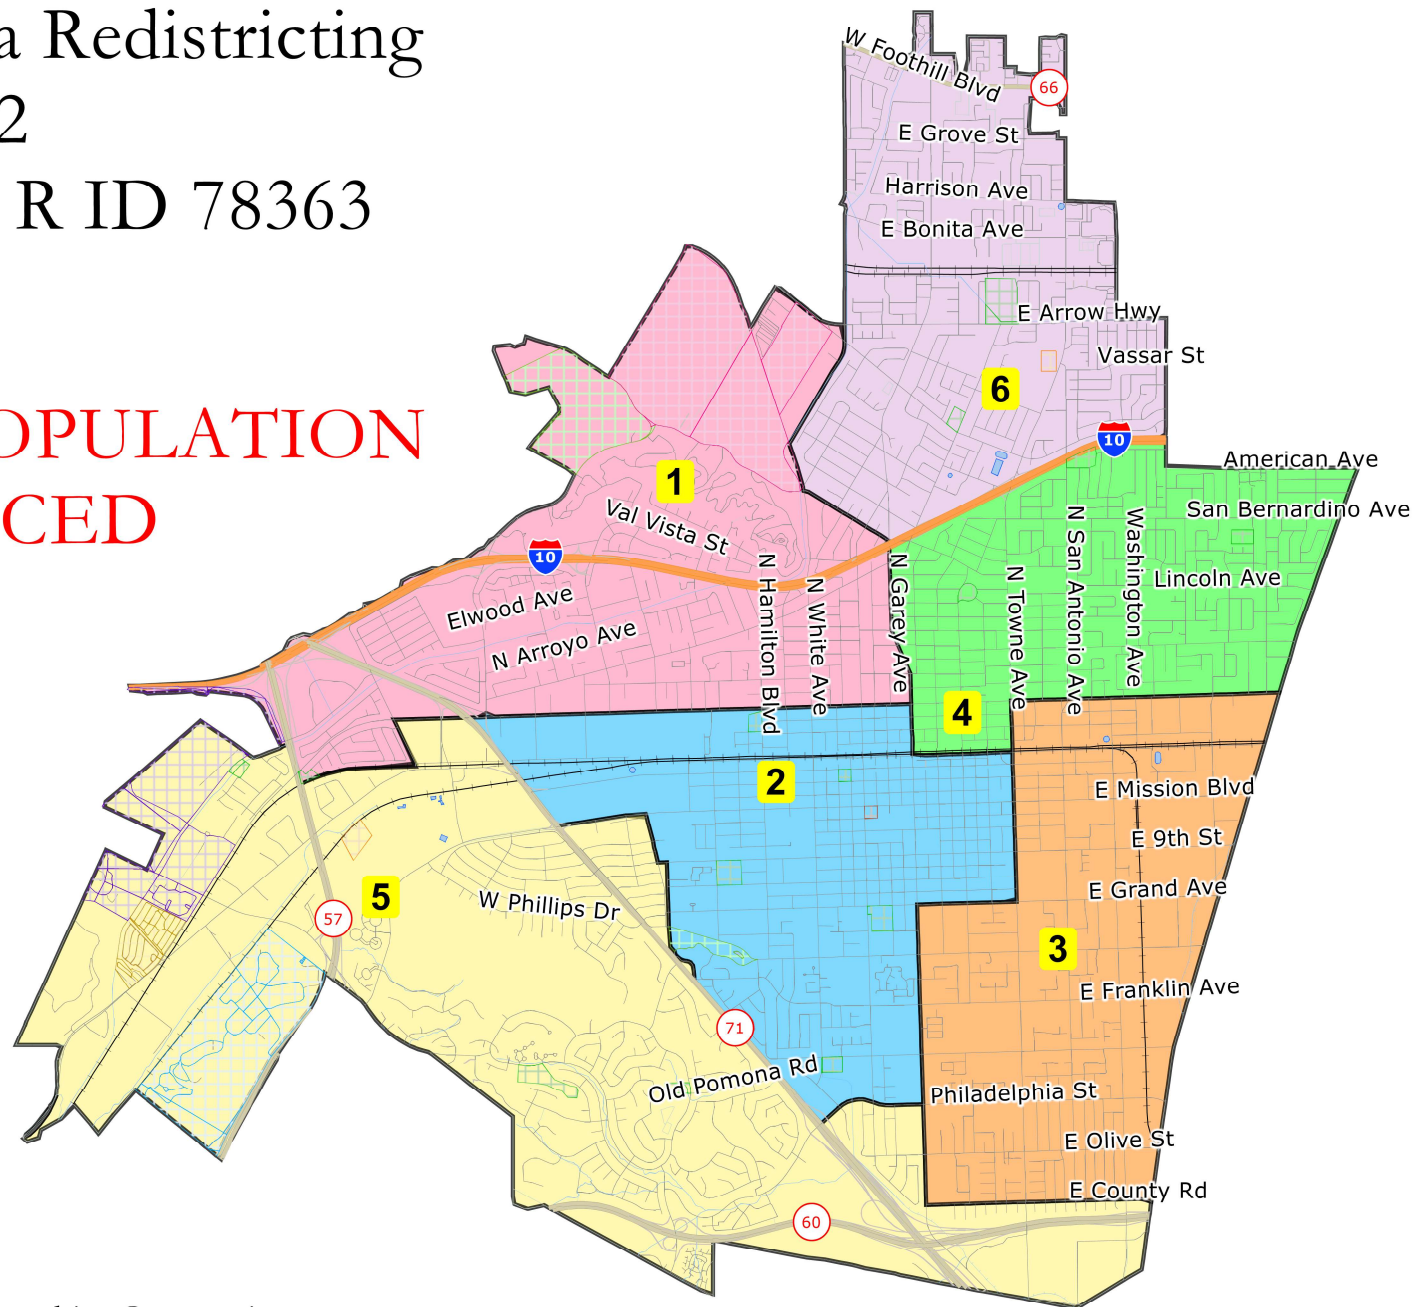 a Redistricting
2
R ID 78363
OPULATION
CED
W Foothill Blvd
66
E Grove St
Harrison Ave
E Bonita Ave
E Arrow Hwy
Vassar St
6
10
American Ave
1
San Bernardino Ave
Val Vista St
10
N Hamilton Blvd
N White Ave
N Garey Ave
N Towne Ave
N San Antonio Ave
Washington Ave
Lincoln Ave
Elwood Ave
N Arroyo Ave
4
2
E Mission Blvd
E 9th St
5
W Phillips Dr
57
E Grand Ave
3
E Franklin Ave
71
Old Pomona Rd
Philadelphia St
E Olive St
E County Rd
60